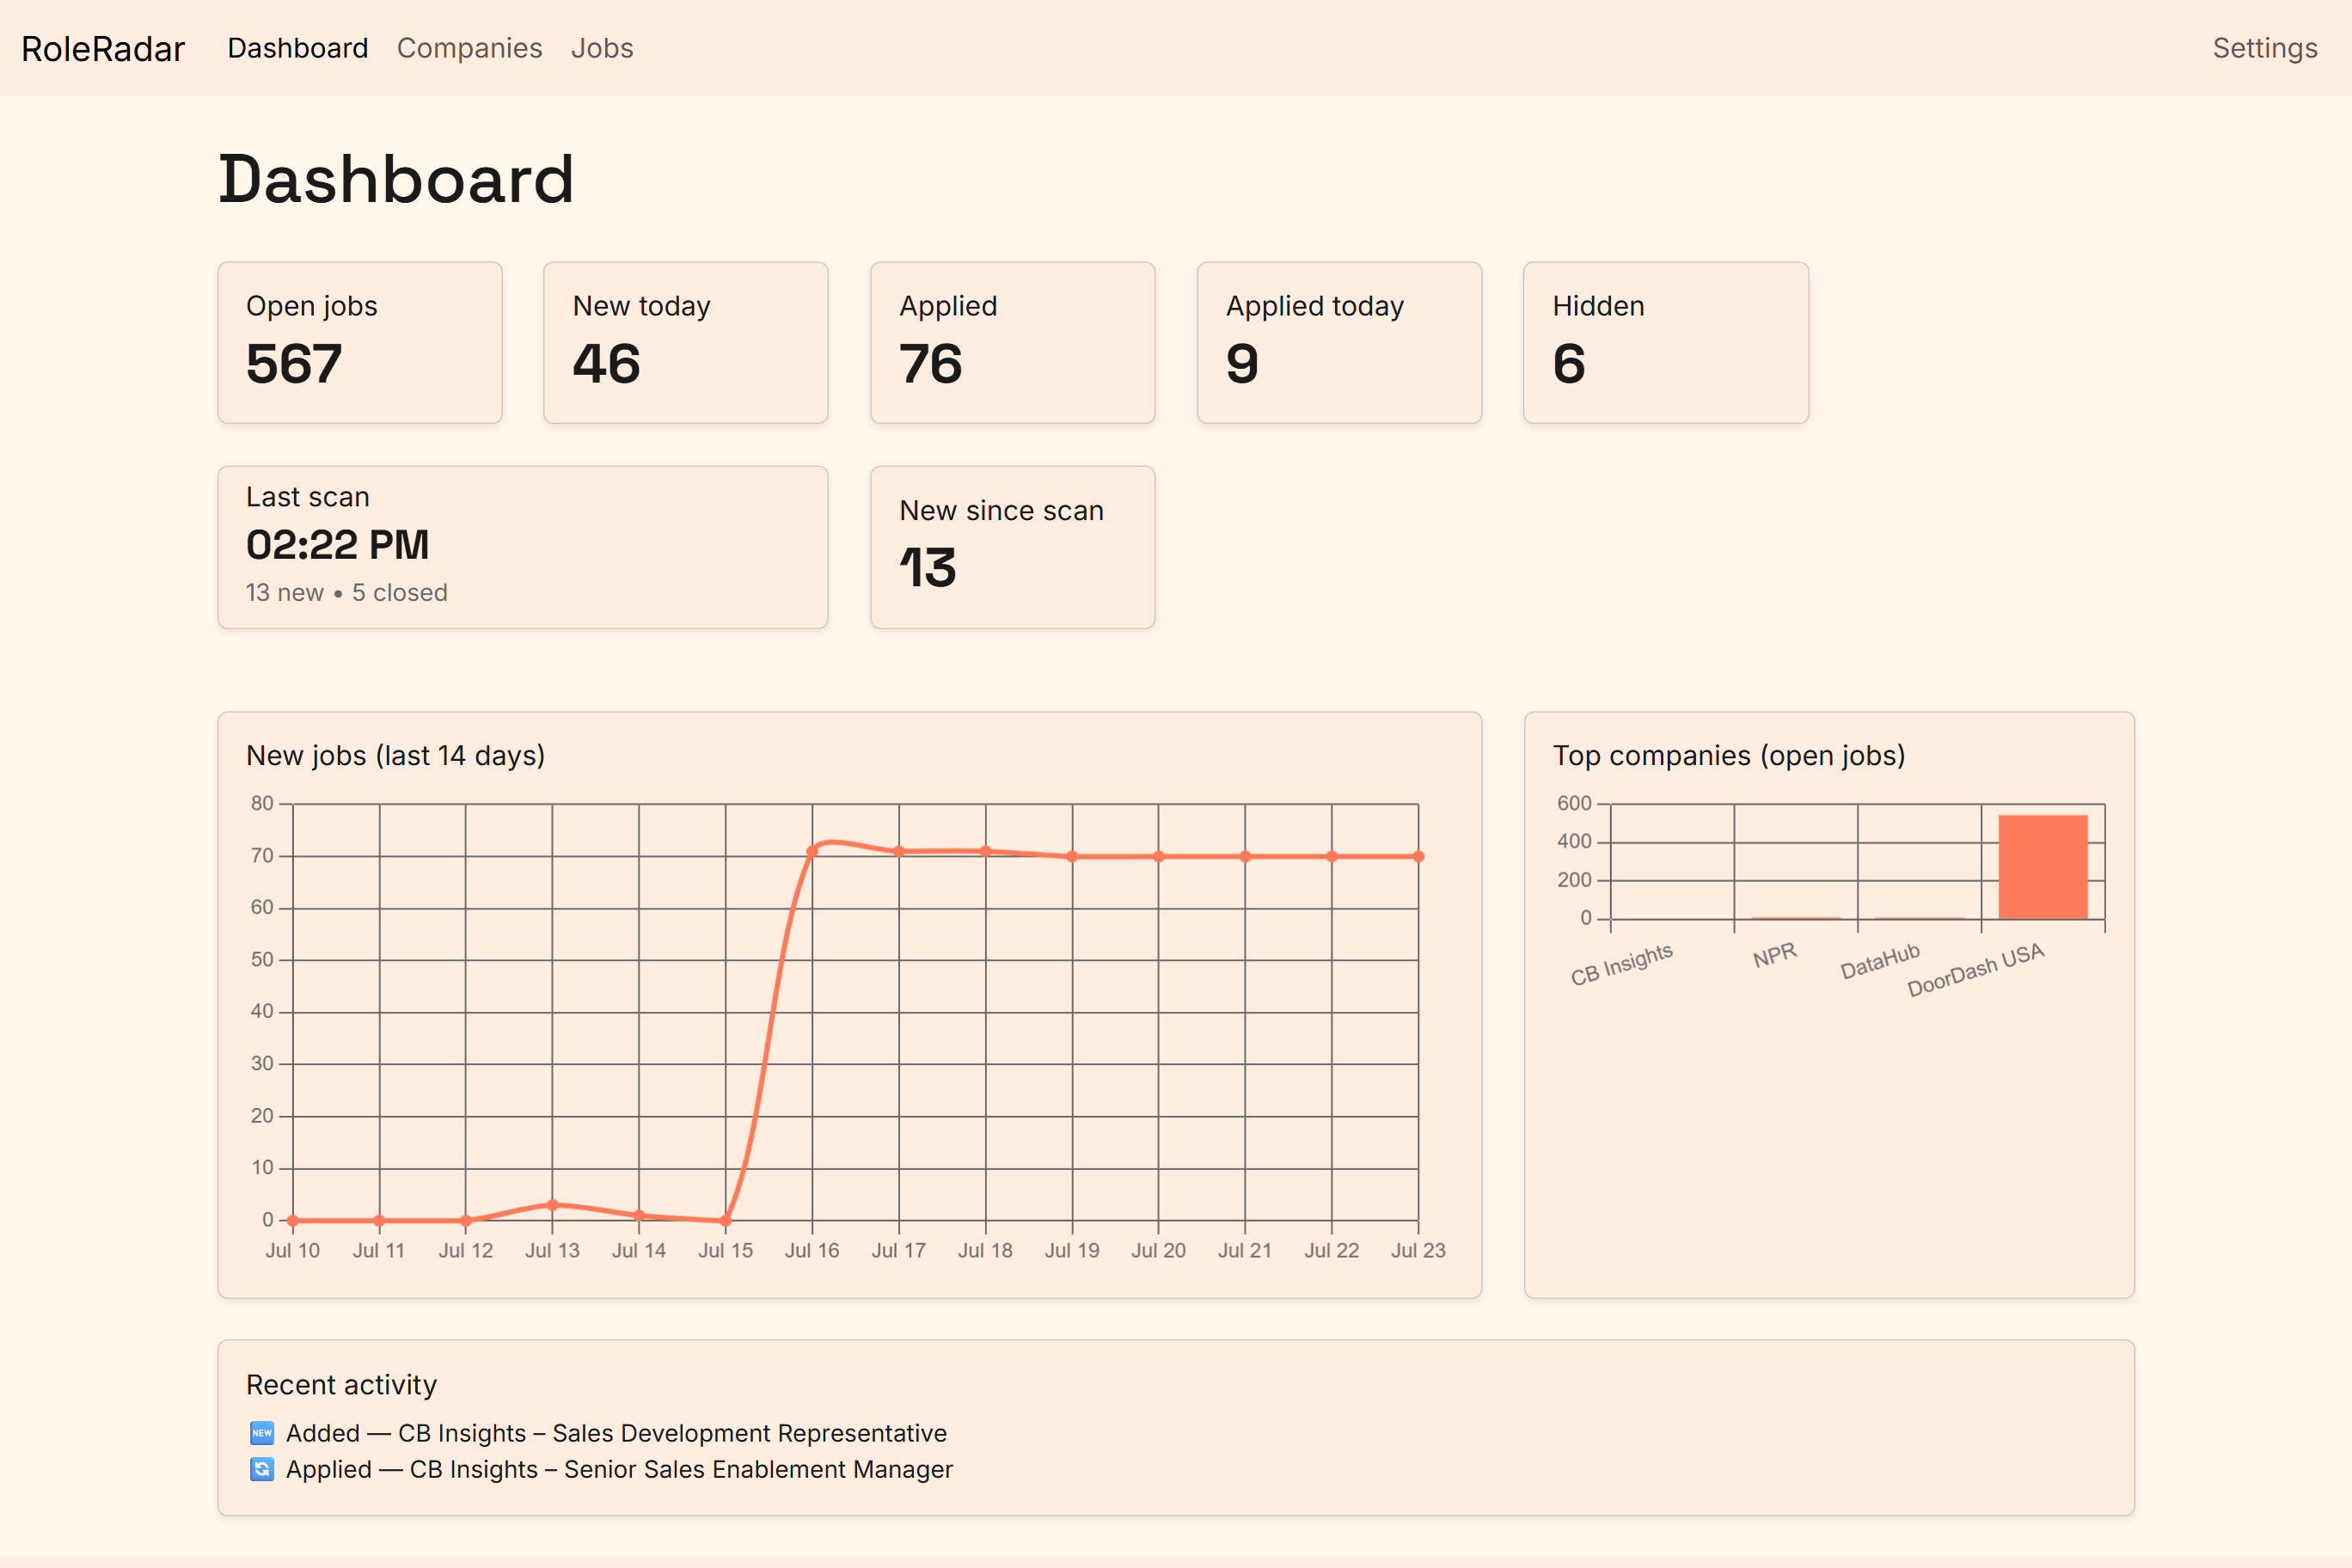 RoleRadar Dashboard Companies Jobs Settings
Dashboard
Open jobs
567
New today
46
Applied
76
Applied today
9
Hidden
6
Last scan
02:22 PM
13 new • 5 closed
New since scan
13
New jobs (last 14 days)
80
70
60
50
40
30
20
10
0
Jul 10 Jul 11 Jul 12 Jul 13 Jul 14 Jul 15 Jul 16 Jul 17 Jul 18 Jul 19 Jul 20 Jul 21 Jul 22 Jul 23
Top companies (open jobs)
600
400
200
0
CB Insights NPR DataHub DoorDash USA
Recent activity
🆕 Added — CB Insights – Sales Development Representative
🔄 Applied — CB Insights – Senior Sales Enablement Manager